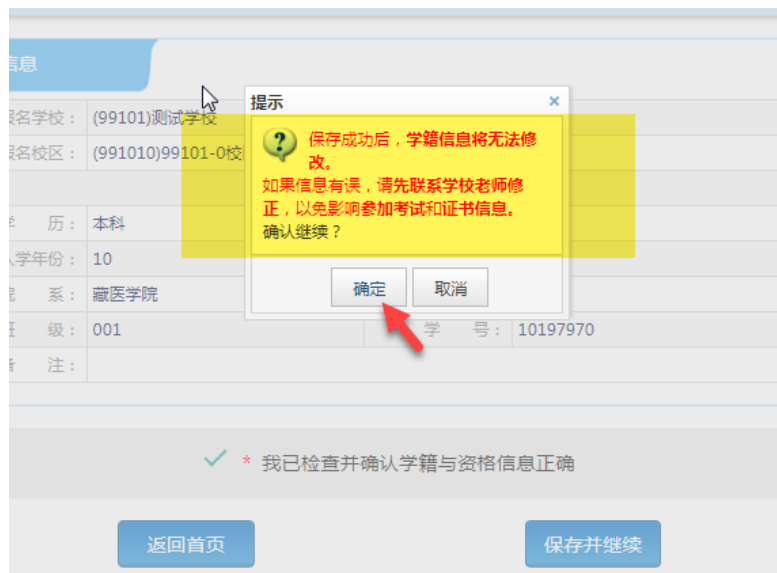 信息
提示
报名学校： (99101)测试学校
报名校区： (991010)99101-0校
保存成功后，学籍信息将无法修
改。
如果信息有误，请先联系学校老师修
正，以免影响参加考试和证书信息。
确认继续？
学 历： 本科
入学年份： 10
院 系： 藏医学院
确定 取消
班 级： 001 学 号： 10197970
备 注：
* 我已检查并确认学籍与资格信息正确
返回首页 保存并继续